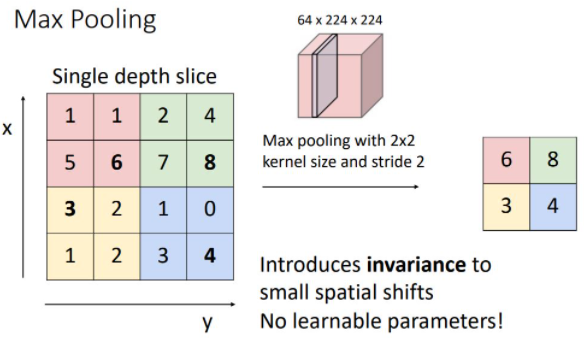 Max Pooling
64 x 224 x 224
Single depth slice
x
1 1 2 4
5 6 7 8
3 2 1 0
1 2 3 4
y
Max pooling with 2x2
kernel size and stride 2
6 8
3 4
Introduces invariance to
small spatial shifts
No learnable parameters!